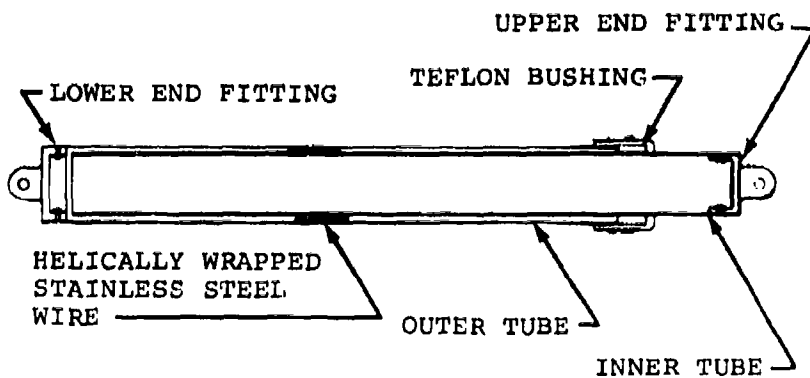 UPPER END FITTING
TEFLON BUSHING
LOWER END FITTING
HELICALLY WRAPPED
STAINLESS STEEL
WIRE
OUTER TUBE
INNER TUBE